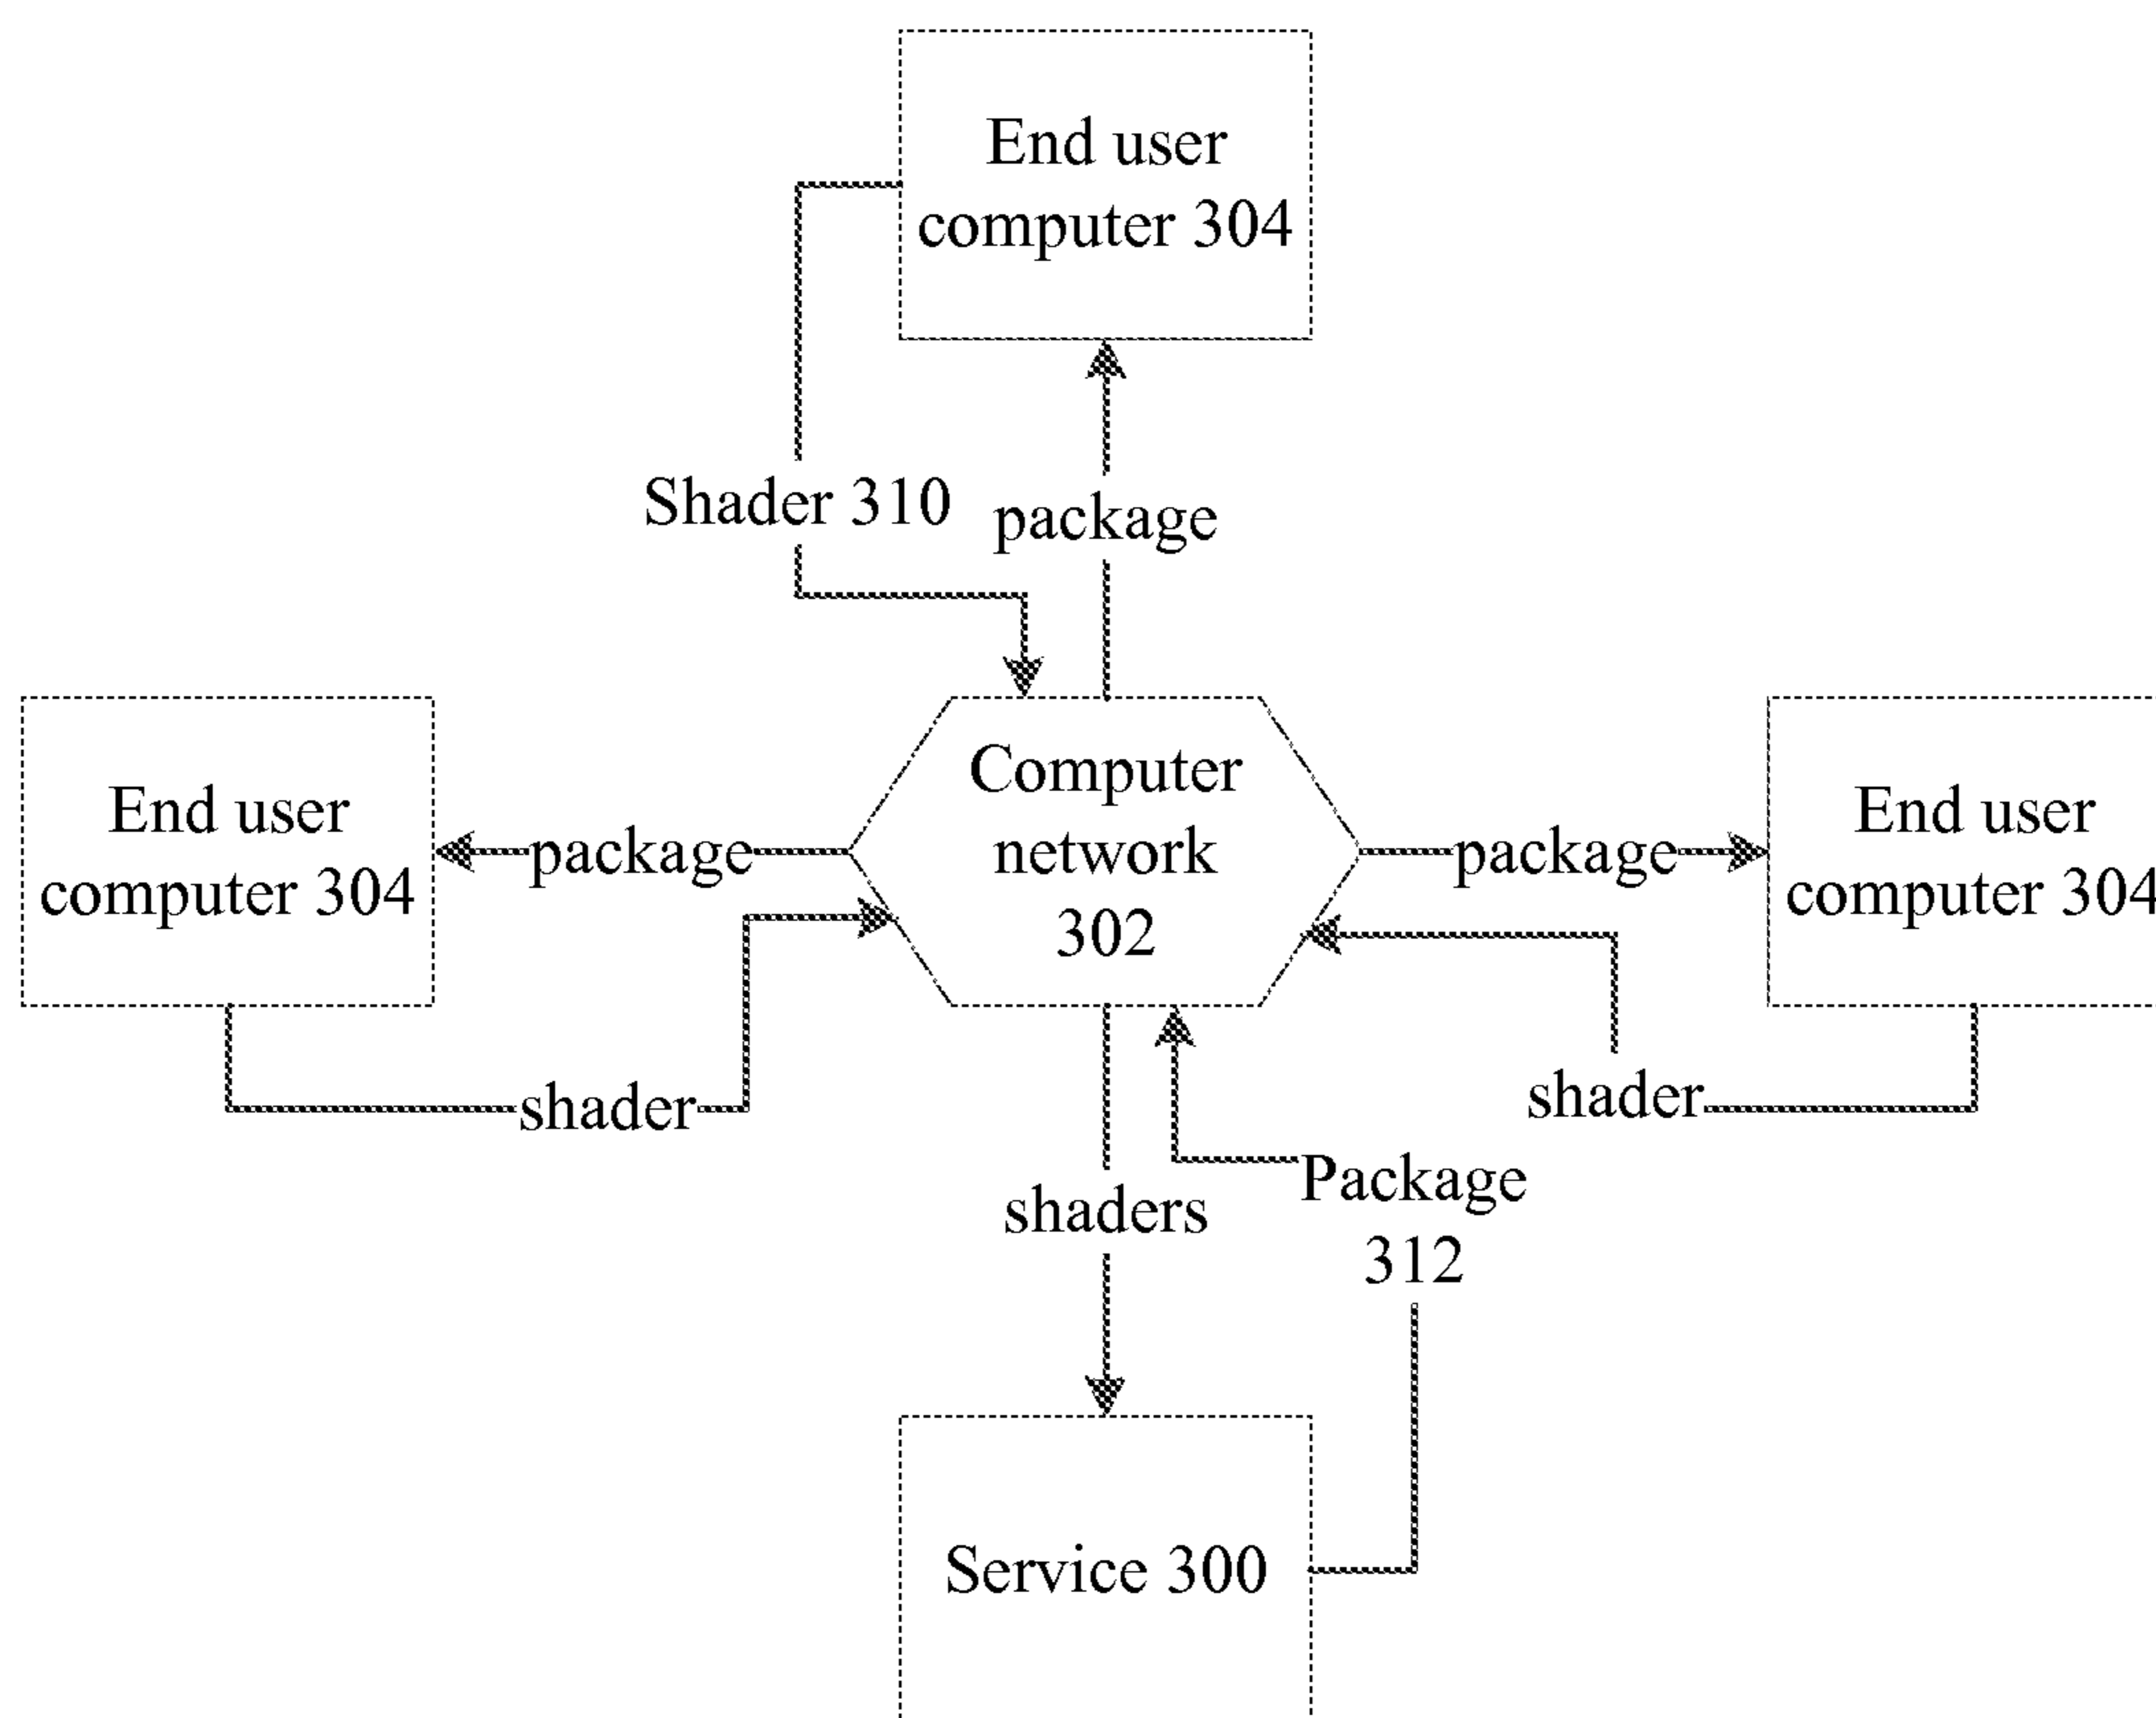 End user
computer 304
Shader 310
package
Computer
network
302
End user
computer 304
package
package
End user
computer 304
shader
shader
shaders
Package
312
Service 300